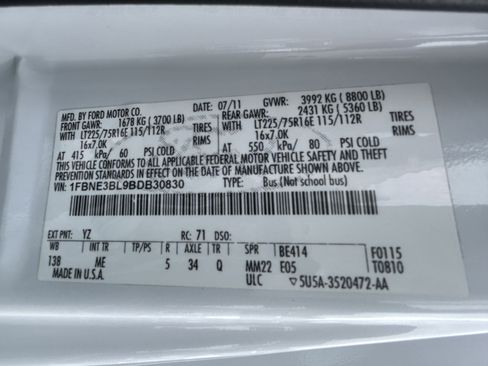 MFD. BY FORD MOTOR CO. DATE: 07/11 GVWR: 3992 KG ( 8800 LB)
FRONT GAWR: 1678 KG ( 3700 LB) REAR GAWR: 2431 KG ( 5360 LB)
WITH LT225/75R16E 115/112R TIRES WITH LT225/75R16E 115/112R TIRES
16x7.0K RIMS 16x7.0K RIMS
AT 415 kPa/ 60 PSI COLD AT 550 kPa/ 80 PSI COLD
THIS VEHICLE CONFORMS TO ALL APPLICABLE FEDERAL MOTOR VEHICLE SAFETY AND THEFT
PREVENTION STANDARDS IN EFFECT ON THE DATE OF MANUFACTURE SHOWN ABOVE.
VIN: 1FBNE3BL9BDB30830 TYPE: Bus (Not school bus)
EXT PNT: YZ RC: 71 DSO:
WB INT TR TP/PS R AXLE TR SPR BE414 F0115
138 ME 5 34 Q MM22 E05 T0810
MADE IN U.S.A. ULC 5U5A-3520472-AA